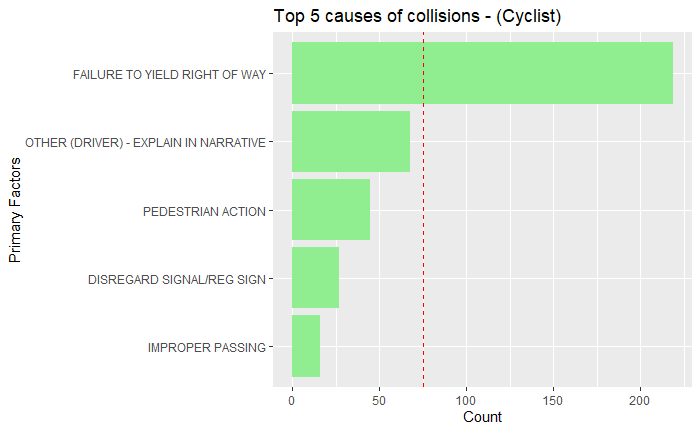 Top 5 causes of collisions - (Cyclist)
Primary Factors
FAILURE TO YIELD RIGHT OF WAY
OTHER (DRIVER) - EXPLAIN IN NARRATIVE
PEDESTRIAN ACTION
DISREGARD SIGNAL/REG SIGN
IMPROPER PASSING
0 50 100 150 200
Count